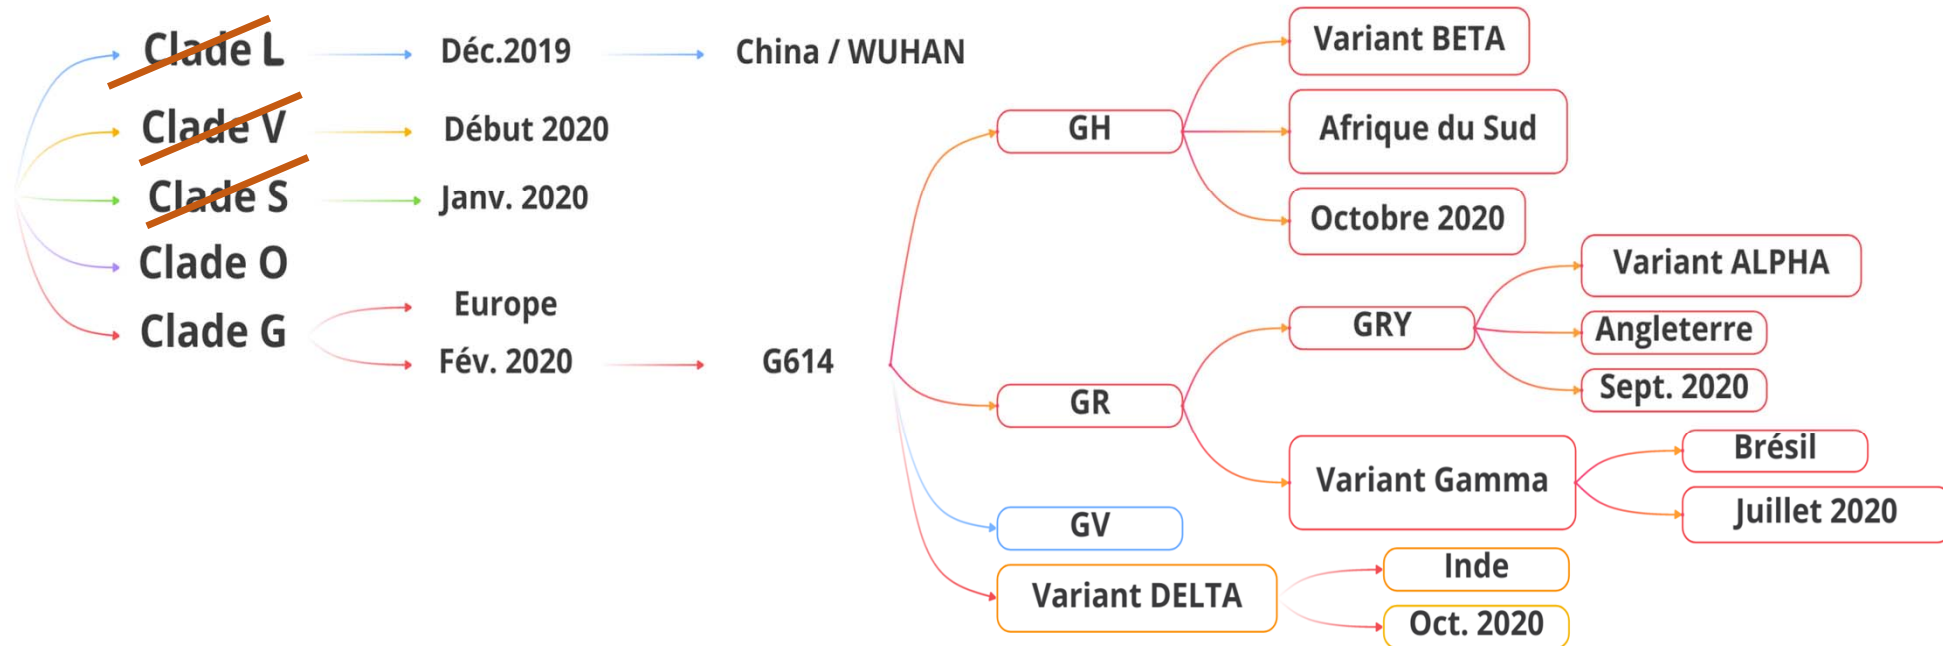 Clade L
Déc.2019
China / WUHAN
Clade V
Début 2020
Clade S
Janv. 2020
Clade O
Clade G
Europe
Fév. 2020
G614
GH
Variant BETA
Afrique du Sud
Octobre 2020
GR
GRY
Variant ALPHA
Angleterre
Sept. 2020
Variant Gamma
Brésil
Juillet 2020
GV
Variant DELTA
Inde
Oct. 2020